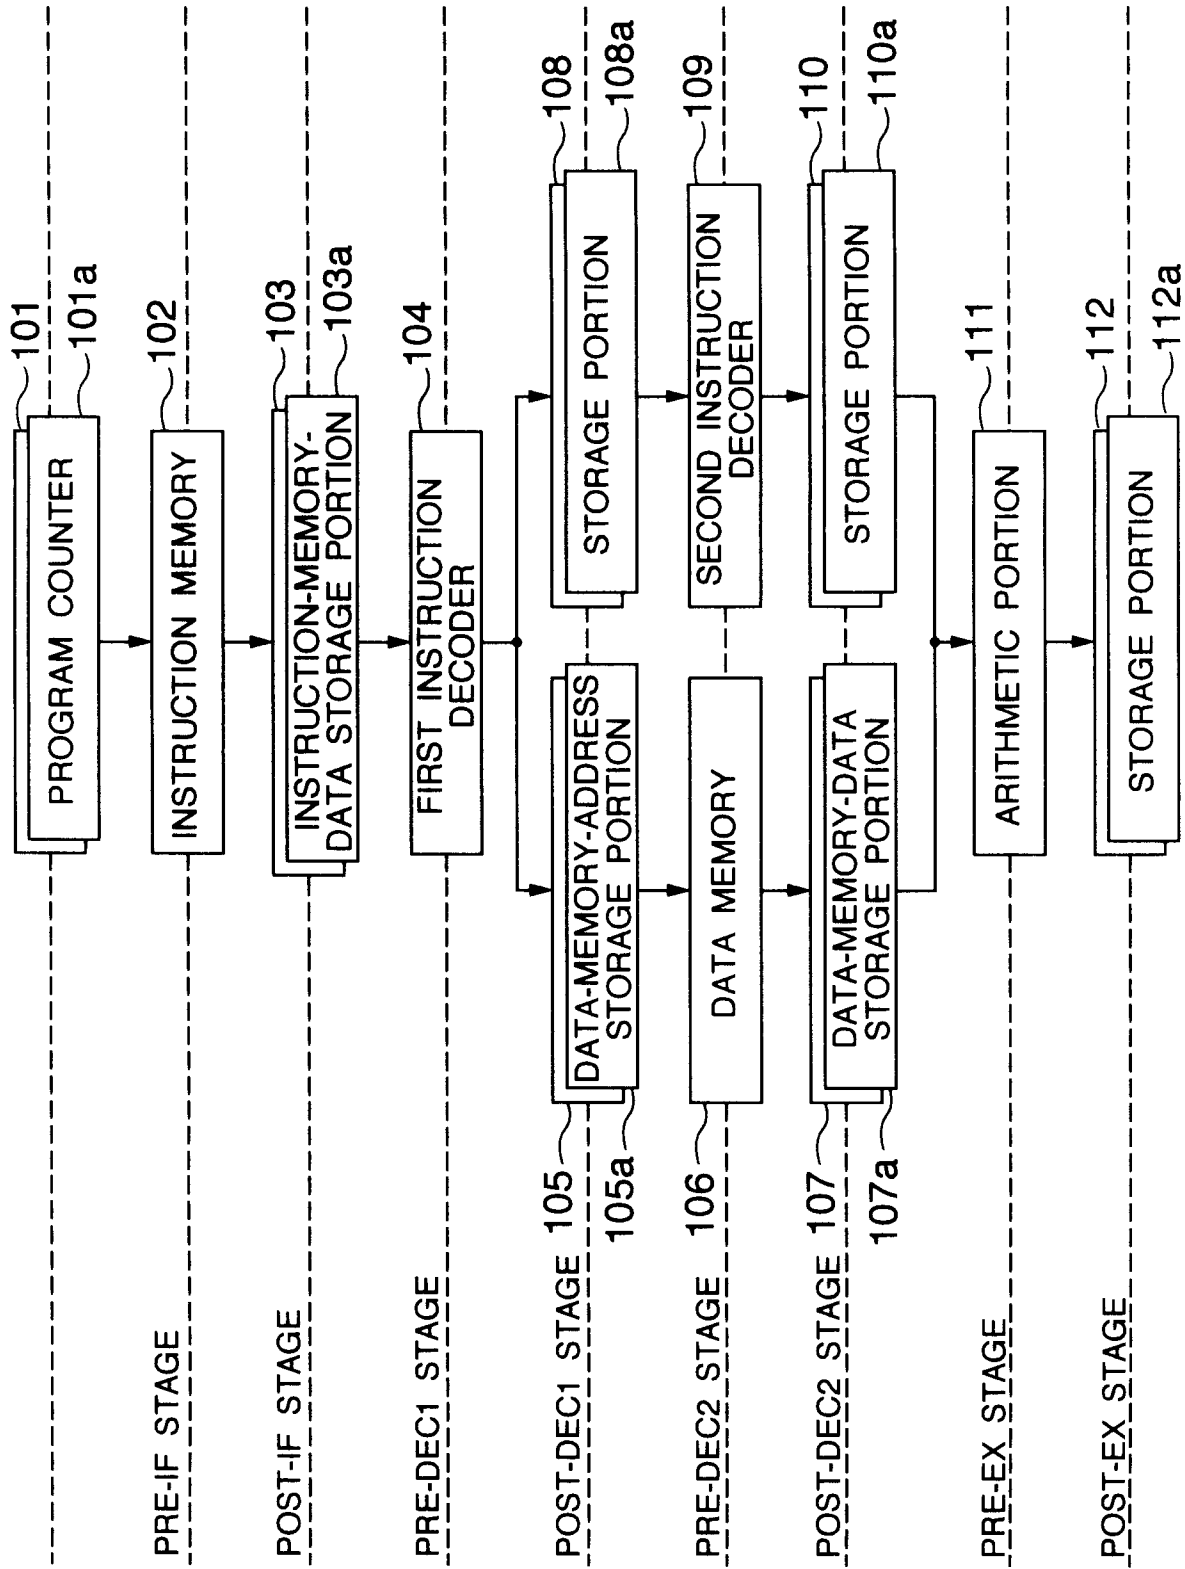 101
PROGRAM COUNTER
101a
PRE-IF STAGE
INSTRUCTION MEMORY
102
POST-IF STAGE
103
INSTRUCTION-MEMORY-
DATA STORAGE PORTION
103a
PRE-DEC1 STAGE
FIRST INSTRUCTION
DECODER
104
POST-DEC1 STAGE
105
DATA-MEMORY-ADDRESS
STORAGE PORTION
105a
108
STORAGE PORTION
108a
PRE-DEC2 STAGE
106
DATA MEMORY
SECOND INSTRUCTION
DECODER
109
POST-DEC2 STAGE
107
DATA-MEMORY-DATA
STORAGE PORTION
107a
110
STORAGE PORTION
110a
PRE-EX STAGE
ARITHMETIC PORTION
111
POST-EX STAGE
112
STORAGE PORTION
112a